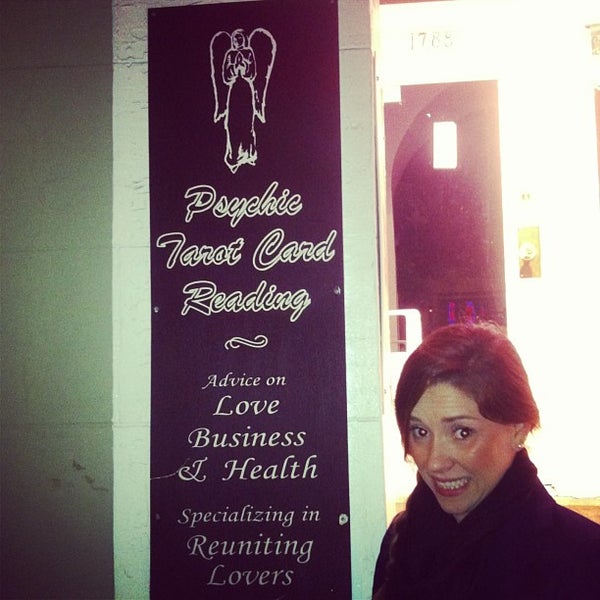 1788
Psychic
Tarot Card
Reading
Advice on
Love
Business
& Health
Specializing in
Reuniting
Lovers